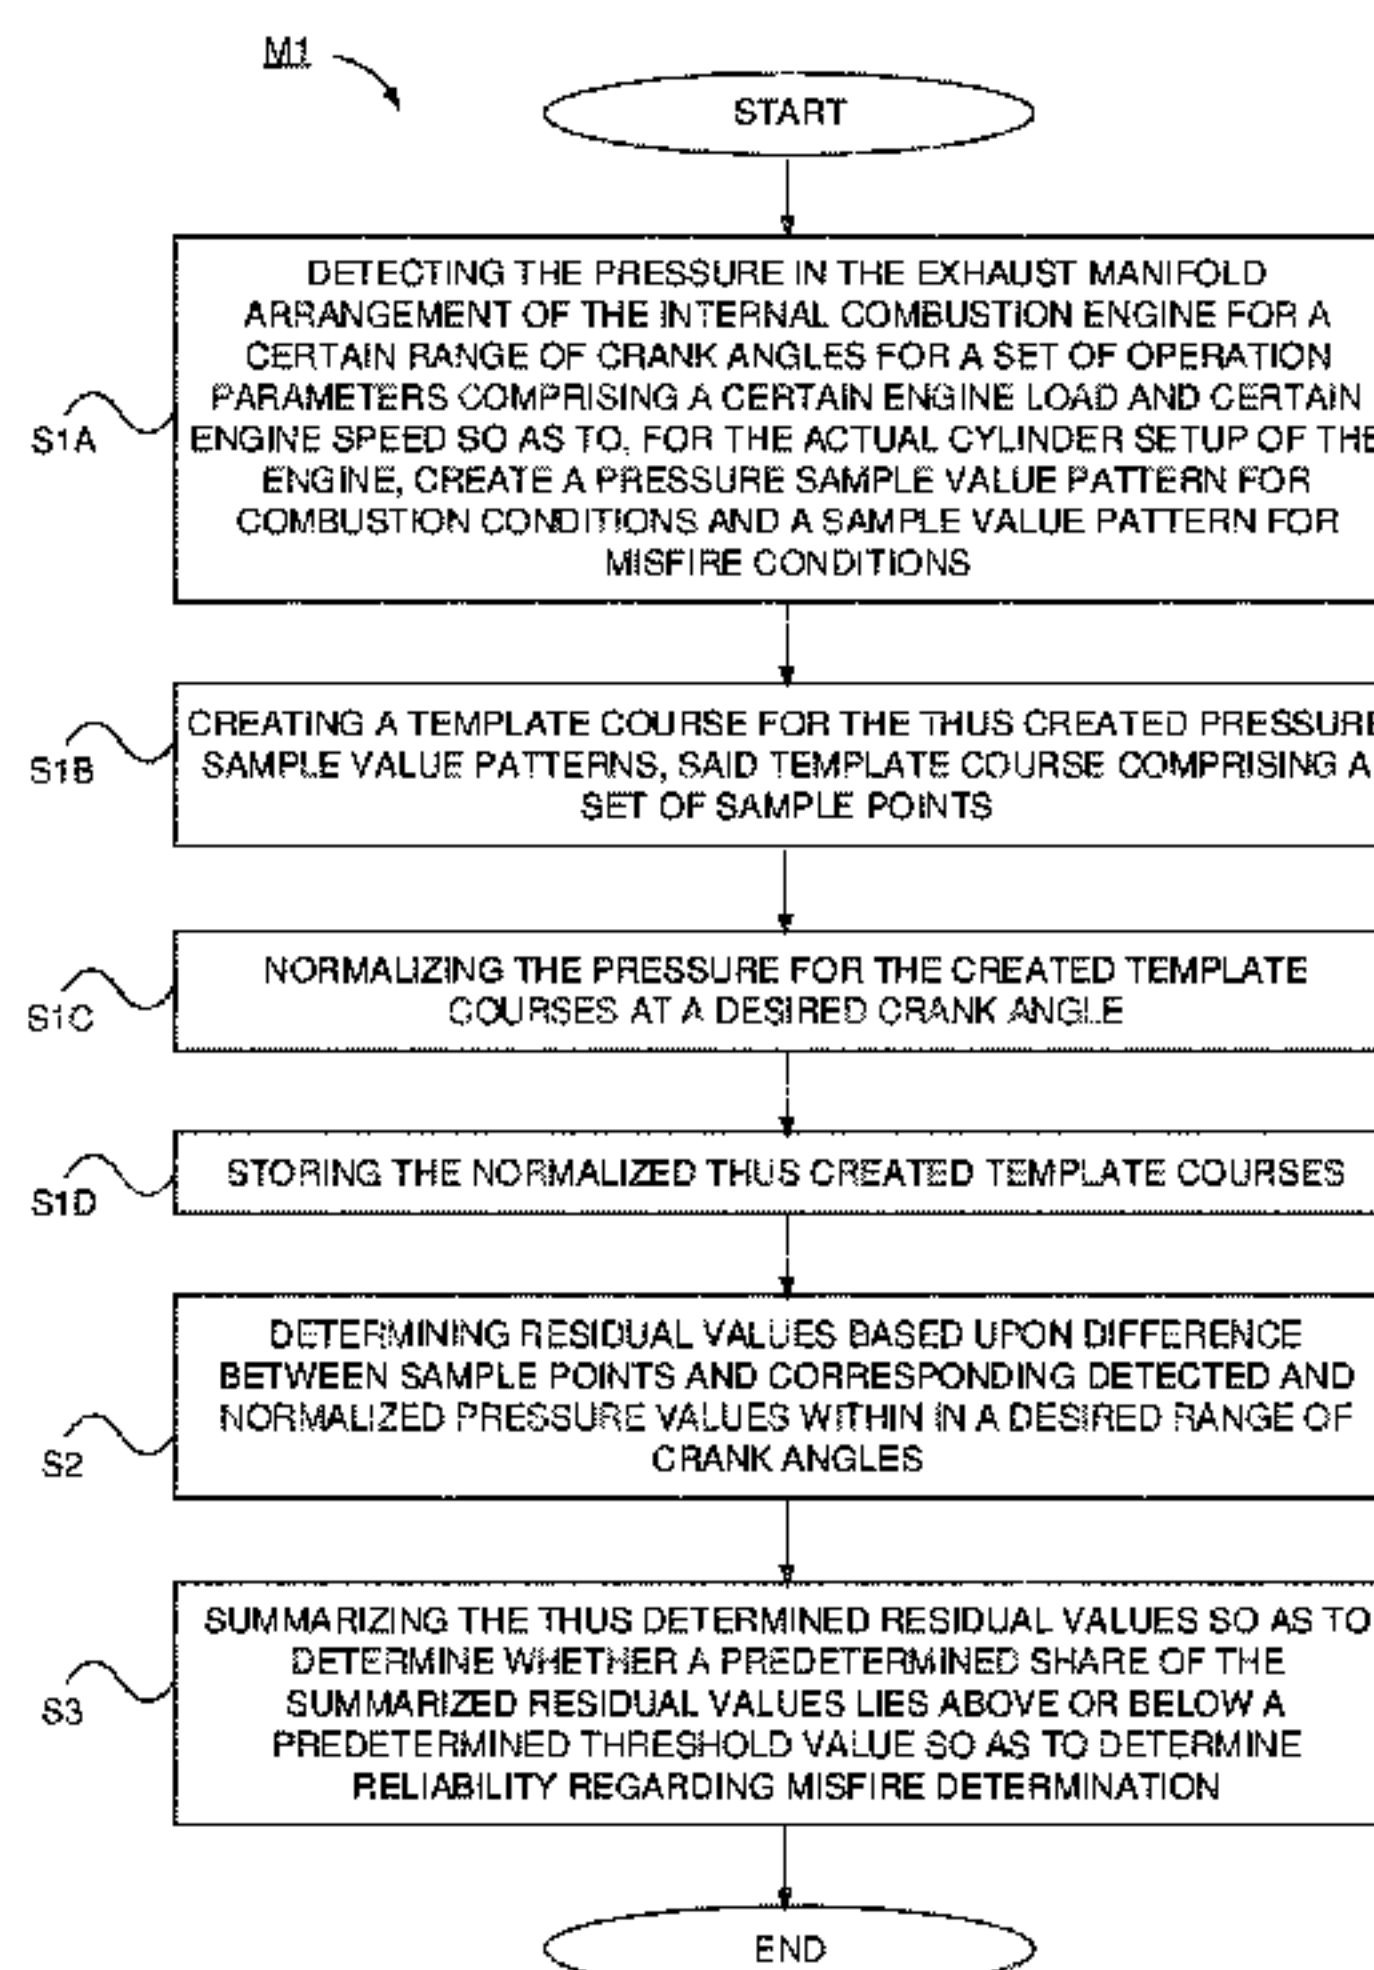 M1
START
DETECTING THE PRESSURE IN THE EXHAUST MANIFOLD
ARRANGEMENT OF THE INTERNAL COMBUSTION ENGINE FOR A
CERTAIN RANGE OF CRANK ANGLES FOR A SET OF OPERATION
PARAMETERS COMPRISING A CERTAIN ENGINE LOAD AND CERTAIN
ENGINE SPEED SO AS TO, FOR THE ACTUAL CYLINDER SETUP OF THE
ENGINE, CREATE A PRESSURE SAMPLE VALUE PATTERN FOR
COMBUSTION CONDITIONS AND A SAMPLE VALUE PATTERN FOR
MISFIRE CONDITIONS
S1A
CREATING A TEMPLATE COURSE FOR THE THUS CREATED PRESSURE
SAMPLE VALUE PATTERNS, SAID TEMPLATE COURSE COMPRISING A
SET OF SAMPLE POINTS
S1B
NORMALIZING THE PRESSURE FOR THE CREATED TEMPLATE
COURSES AT A DESIRED CRANK ANGLE
S1C
STORING THE NORMALIZED THUS CREATED TEMPLATE COURSES
S1D
DETERMINING RESIDUAL VALUES BASED UPON DIFFERENCE
BETWEEN SAMPLE POINTS AND CORRESPONDING DETECTED AND
NORMALIZED PRESSURE VALUES WITHIN IN A DESIRED RANGE OF
CRANK ANGLES
S2
SUMMARIZING THE THUS DETERMINED RESIDUAL VALUES SO AS TO
DETERMINE WHETHER A PREDETERMINED SHARE OF THE
SUMMARIZED RESIDUAL VALUES LIES ABOVE OR BELOW A
PREDETERMINED THRESHOLD VALUE SO AS TO DETERMINE
RELIABILITY REGARDING MISFIRE DETERMINATION
S3
END